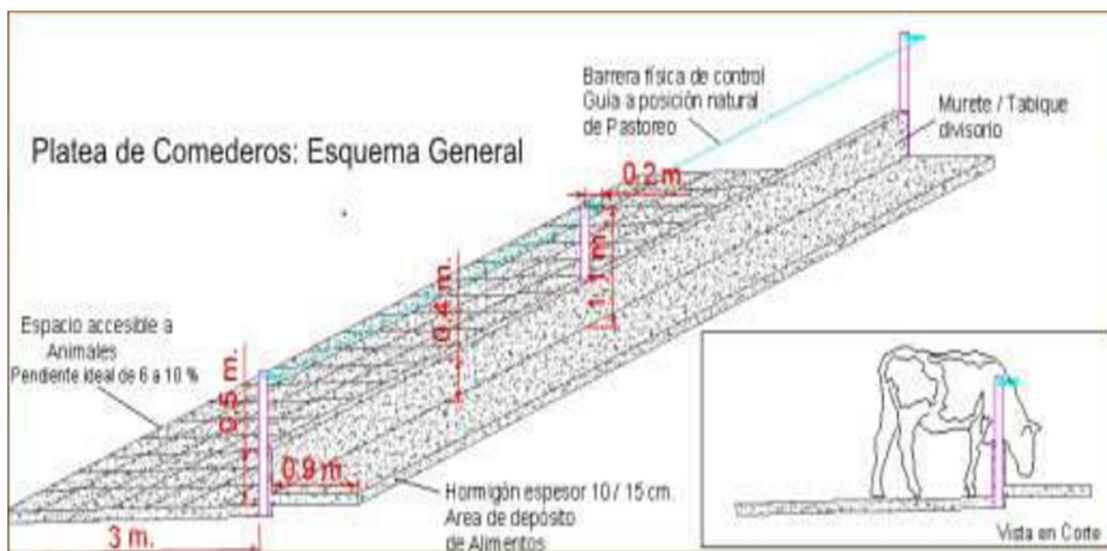 Platea de Comederos: Esquema General
Barrera física de control
Guía a posición natural
de Pastoreo
Murete / Tabique
divisorio
0.2 m.
1.1 m.
0.4 m.
Espacio accesible a
Animales
Pendiente ideal de 6 a 10 %
0.5 m.
0.9 m.
3 m.
Hormigón espesor 10 / 15 cm.
Area de depósito
de Alimentos
Vista en Corte